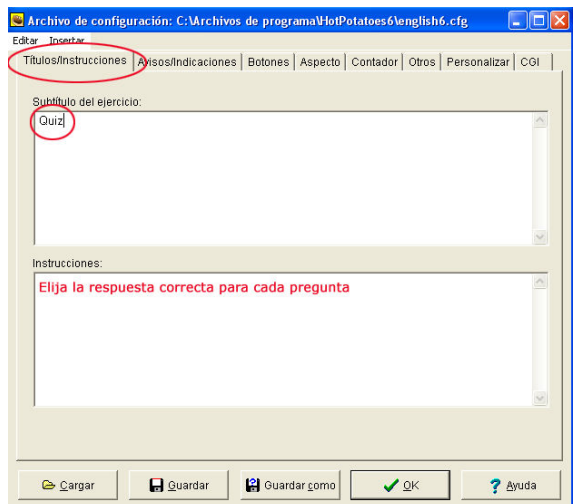 Archivo de configuración: C:\Archivos de programa\HotPotatoes6\english6.cfg
Editar Insertar
Títulos/Instrucciones Avisos/Indicaciones Botones Aspecto Contador Otros Personalizar CGI
Subtítulo del ejercicio:
Quiz
Instrucciones:
Elija la respuesta correcta para cada pregunta
Cargar Guardar Guardar como OK Ayuda